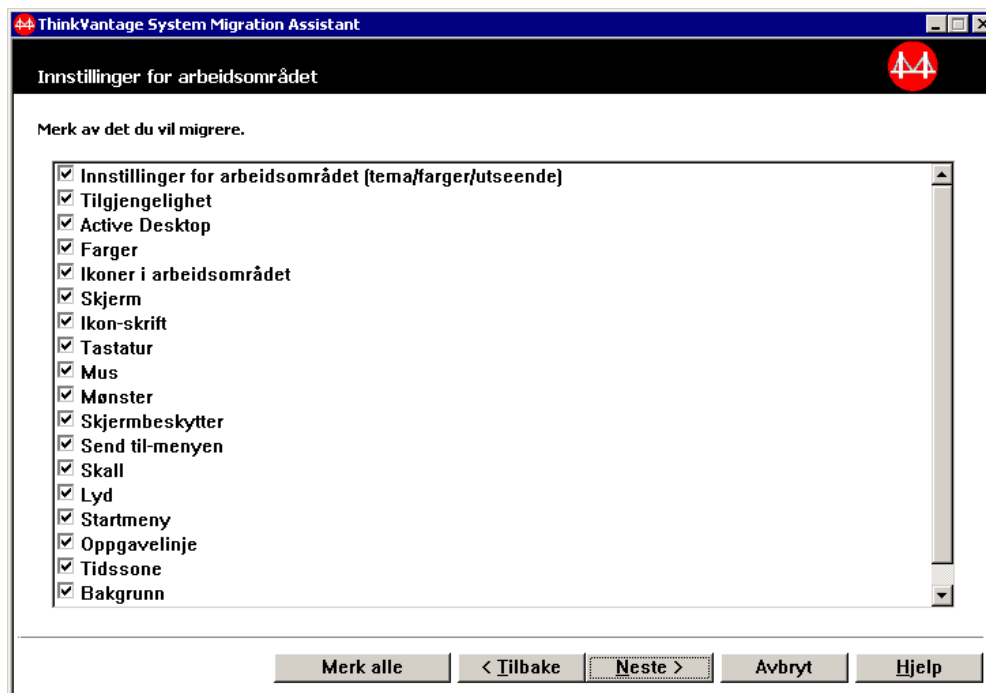 ThinkVantage System Migration Assistant
Innstillinger for arbeidsområdet
Merk av det du vil migrere.
Innstillinger for arbeidsområdet (tema/farger/utseende)
Tilgjengelighet
Active Desktop
Farger
Ikoner i arbeidsområdet
Skjerm
Ikon-skrift
Tastatur
Mus
Mønster
Skjermbeskytter
Send til-menyen
Skall
Lyd
Startmeny
Oppgavelinje
Tidssone
Bakgrunn
Merk alle < Tilbake Neste > Avbryt Hjelp